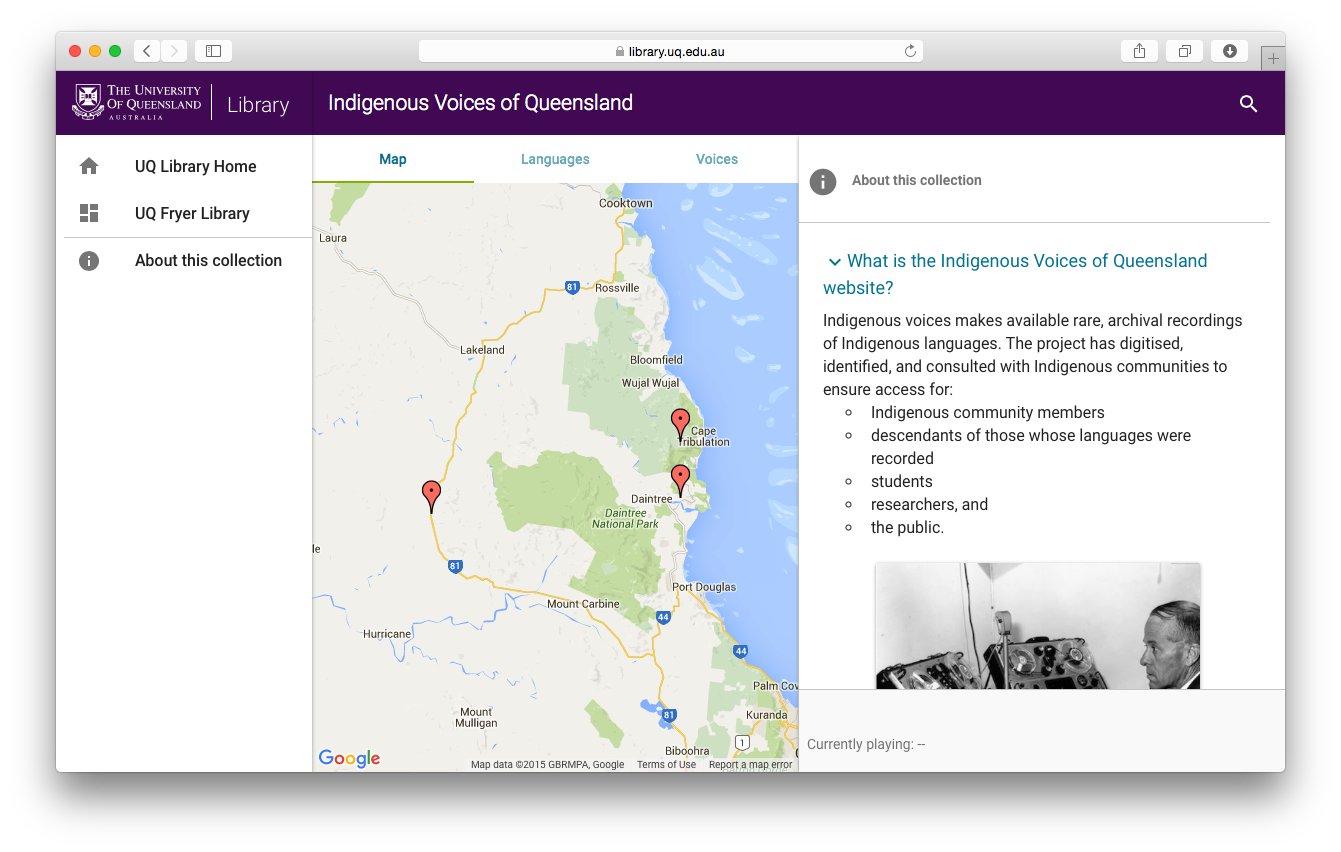 library.uq.edu.au
THE UNIVERSITY
OF QUEENSLAND
AUSTRALIA
Library
Indigenous Voices of Queensland
UQ Library Home
UQ Fryer Library
About this collection
Map
Languages
Voices
Cooktown
Laura
81
Rossville
Lakeland
Bloomfield
Wujal Wujal
Cape
Tribulation
Daintree
Daintree
National Park
le
81
Port Douglas
Mount Carbine
44
Hurricane
44
Palm Cov
Mount
Mulligan
81
Kuranda
1
Biboohra
Google
Map data ©2015 GBRMPA, Google
Terms of Use
Report a map error
About this collection
What is the Indigenous Voices of Queensland
website?
Indigenous voices makes available rare, archival recordings
of Indigenous languages. The project has digitised,
identified, and consulted with Indigenous communities to
ensure access for:
Indigenous community members
descendants of those whose languages were
recorded
students
researchers, and
the public.
Currently playing: --